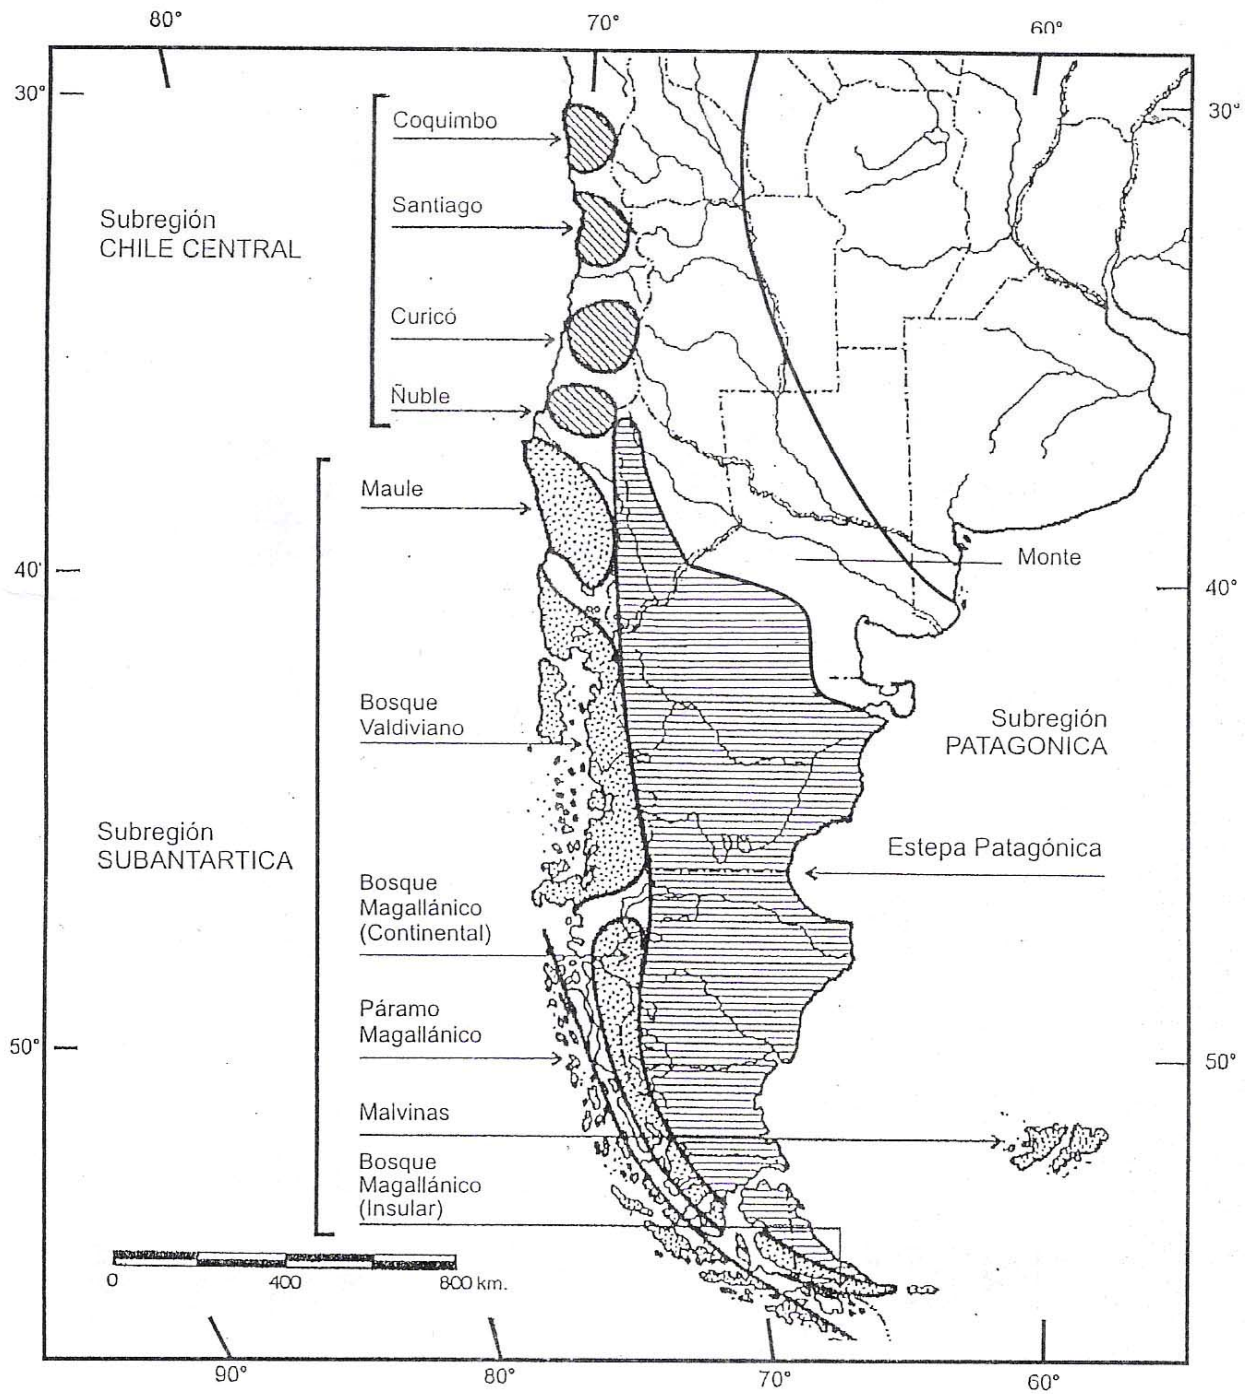 80°
70°
60°
30°
30°
Coquimbo
Santiago
Subregión
CHILE CENTRAL
Curicó
Ñuble
Maule
40'
40°
Monte
Bosque
Valdiviano
Subregión
PATAGONICA
Subregión
SUBANTARTICA
Estepa Patagónica
Bosque
Magallánico
(Continental)
Páramo
Magallánico
50°
50°
Malvinas
Bosque
Magallánico
(Insular)
0 400 800 km.
90° 80° 70° 60°